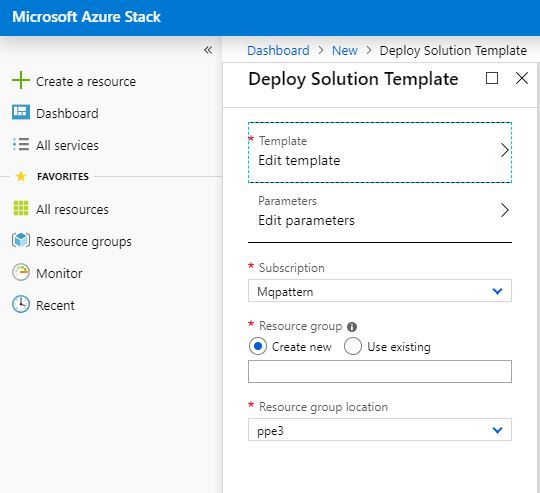 Microsoft Azure Stack
«
Dashboard > New > Deploy Solution Template
Create a resource
Dashboard
All services
FAVORITES
All resources
Resource groups
Monitor
Recent
Deploy Solution Template
* Template
Edit template
Parameters
Edit parameters
* Subscription
Mqpattern
* Resource group
Create new
Use existing
* Resource group location
ppe3